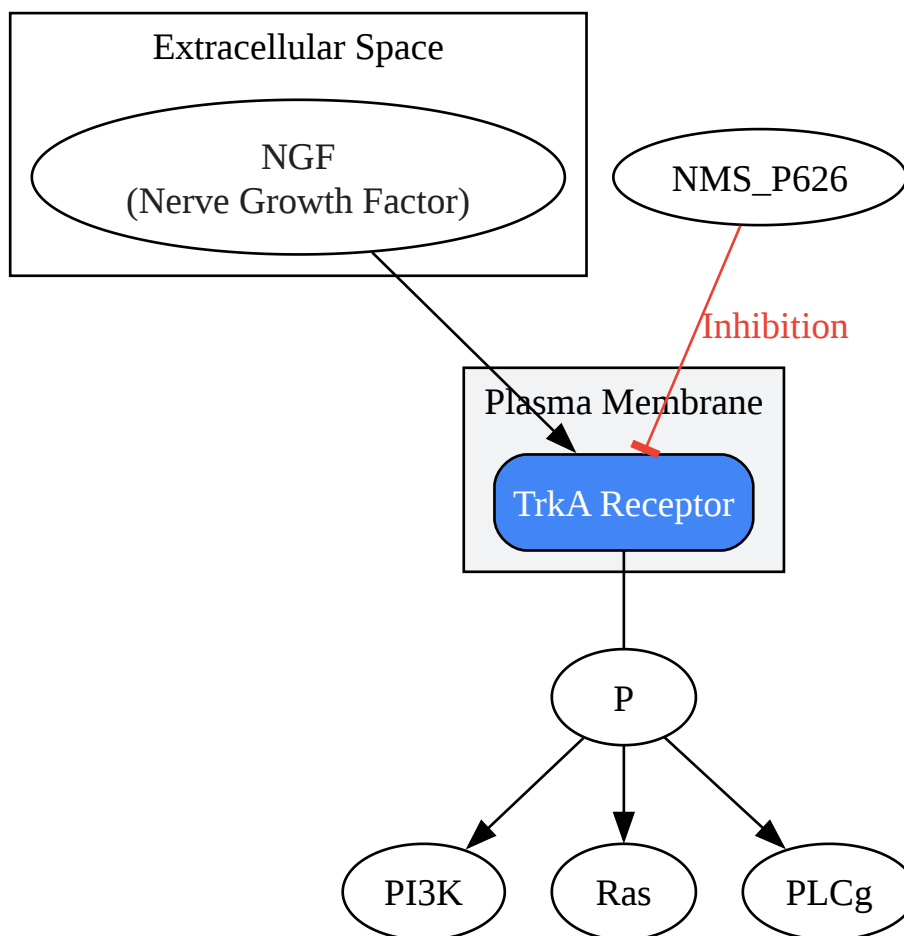 Extracellular Space
NGF
(Nerve Growth Factor)
NMS_P626
Inhibition
Plasma Membrane
TrkA Receptor
P
PI3K
Ras
PLCg